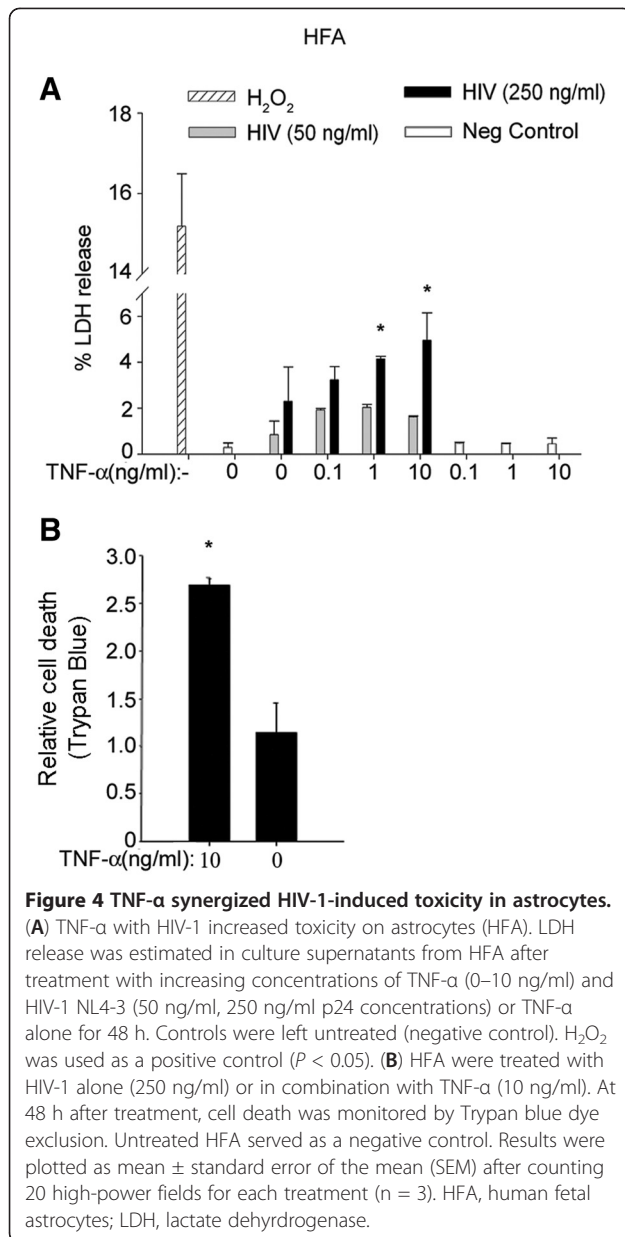 HFA
A
H₂O₂
HIV (250 ng/ml)
HIV (50 ng/ml)
Neg Control
% LDH release
18
16
14
6
4
2
0
TNF-α(ng/ml):-
0 0 0.1 1 10 0.1 1 10
* *
B
Relative cell death
(Trypan Blue)
3.0
2.5
2.0
1.5
1.0
0.5
0
*
TNF-α(ng/ml): 10 0
Figure 4 TNF-α synergized HIV-1-induced toxicity in astrocytes.
(A) TNF-α with HIV-1 increased toxicity on astrocytes (HFA). LDH
release was estimated in culture supernatants from HFA after
treatment with increasing concentrations of TNF-α (0–10 ng/ml) and
HIV-1 NL4-3 (50 ng/ml, 250 ng/ml p24 concentrations) or TNF-α
alone for 48 h. Controls were left untreated (negative control). H₂O₂
was used as a positive control (P < 0.05). (B) HFA were treated with
HIV-1 alone (250 ng/ml) or in combination with TNF-α (10 ng/ml). At
48 h after treatment, cell death was monitored by Trypan blue dye
exclusion. Untreated HFA served as a negative control. Results were
plotted as mean ± standard error of the mean (SEM) after counting
20 high-power fields for each treatment (n = 3). HFA, human fetal
astrocytes; LDH, lactate dehyrdrogenase.